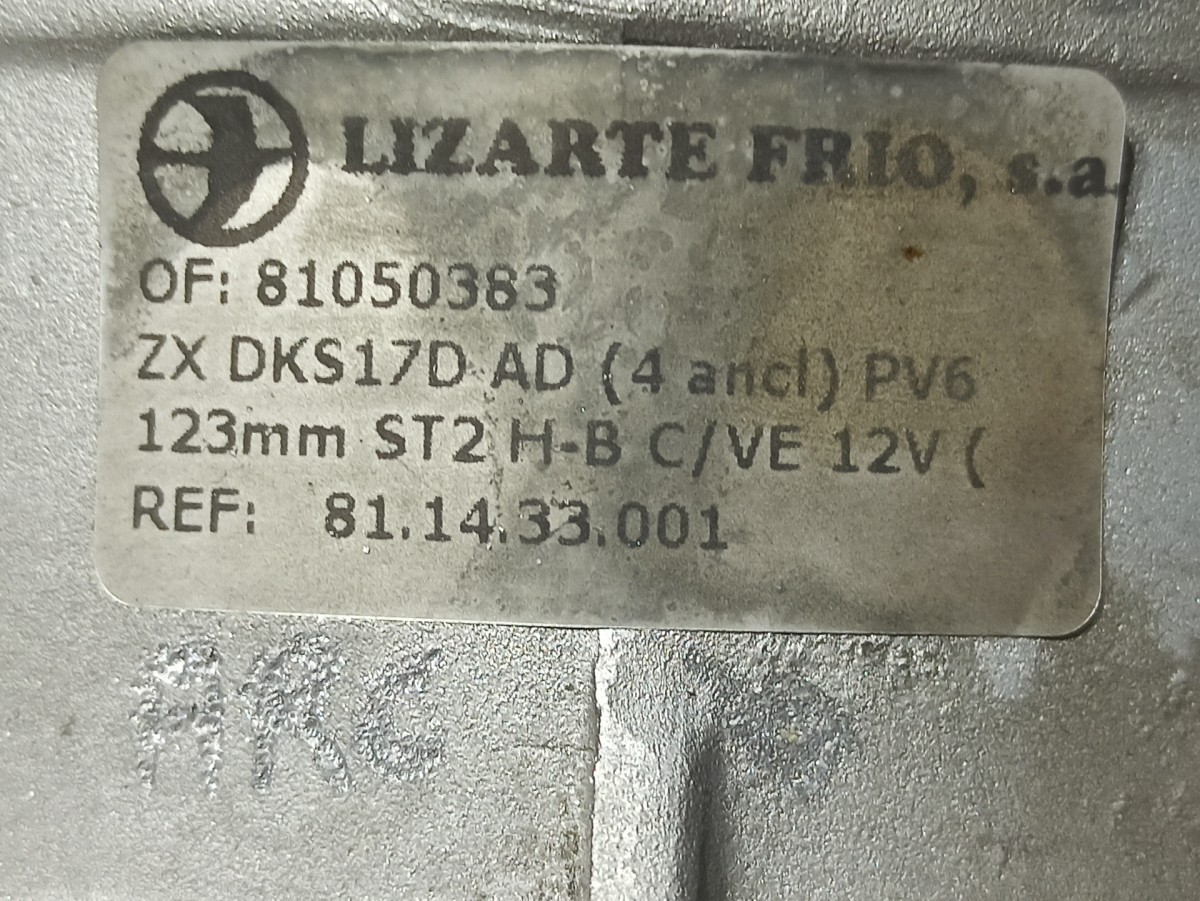 LIZARTE FRIO, s.a.
OF: 81050383
ZX DKS17D AD (4 ancl) PV6
123mm ST2 H-B C/VE 12V (
REF: 81.14.33.001
ARC